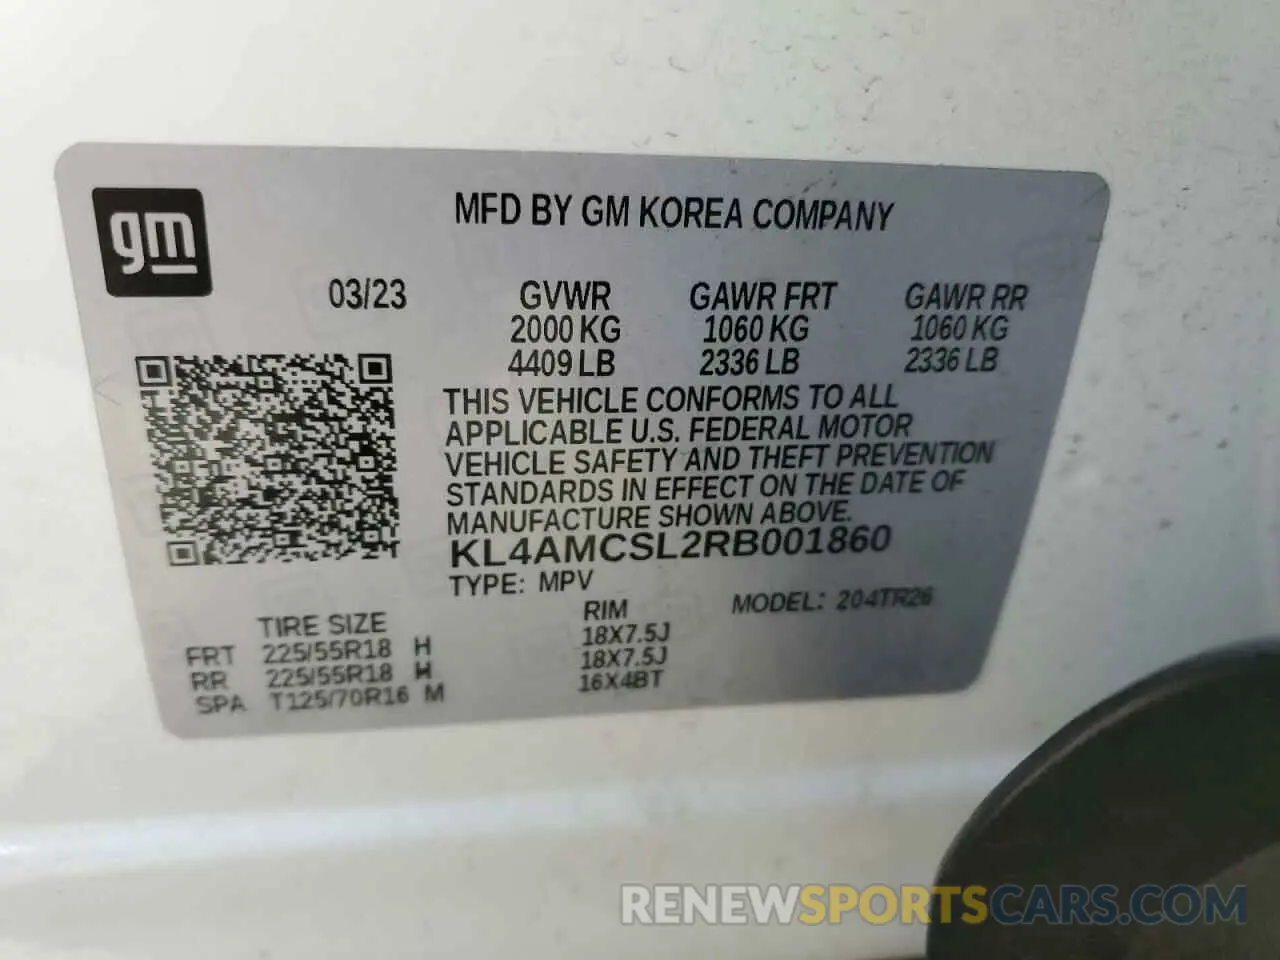 gm
MFD BY GM KOREA COMPANY
03/23 GVWR GAWR FRT GAWR RR
2000 KG 1060 KG 1060 KG
4409 LB 2336 LB 2336 LB
THIS VEHICLE CONFORMS TO ALL
APPLICABLE U.S. FEDERAL MOTOR
VEHICLE SAFETY AND THEFT PREVENTION
STANDARDS IN EFFECT ON THE DATE OF
MANUFACTURE SHOWN ABOVE.
KL4AMCSL2RB001860
TYPE: MPV
MODEL: 204TR26
TIRE SIZE RIM
FRT 225/55R18 H 18X7.5J
RR 225/55R18 H 18X7.5J
SPA T125/70R16 M 16X4BT
RENEWSPORTSCARS.COM